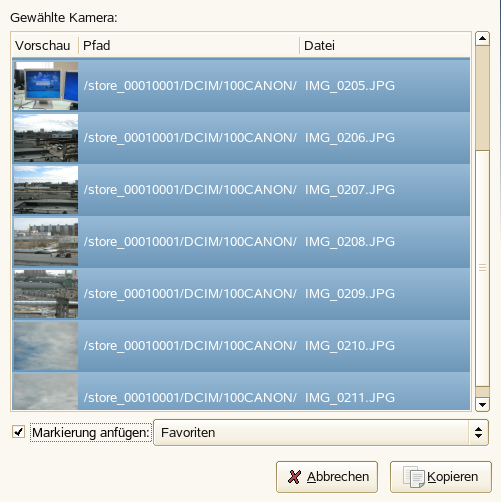 Gewählte Kamera:
Vorschau Pfad Datei
/store_00010001/DCIM/100CANON/ IMG_0205.JPG
/store_00010001/DCIM/100CANON/ IMG_0206.JPG
/store_00010001/DCIM/100CANON/ IMG_0207.JPG
/store_00010001/DCIM/100CANON/ IMG_0208.JPG
/store_00010001/DCIM/100CANON/ IMG_0209.JPG
/store_00010001/DCIM/100CANON/ IMG_0210.JPG
/store_00010001/DCIM/100CANON/ IMG_0211.JPG
Markierung anfügen: Favoriten
Abbrechen Kopieren